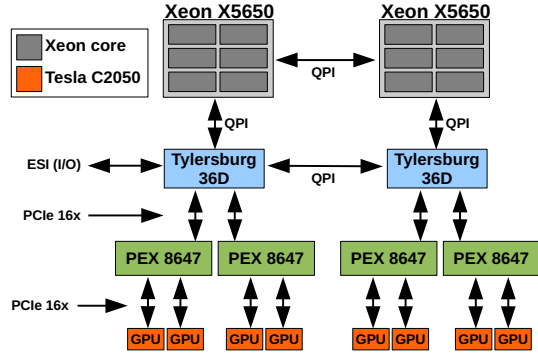 Xeon X5650
Xeon X5650
Xeon core
Tesla C2050
QPI
QPI
QPI
ESI (I/O)
Tylersburg
36D
QPI
Tylersburg
36D
PCIe 16x
PEX 8647
PEX 8647
PEX 8647
PEX 8647
PCIe 16x
GPU
GPU
GPU
GPU
GPU
GPU
GPU
GPU